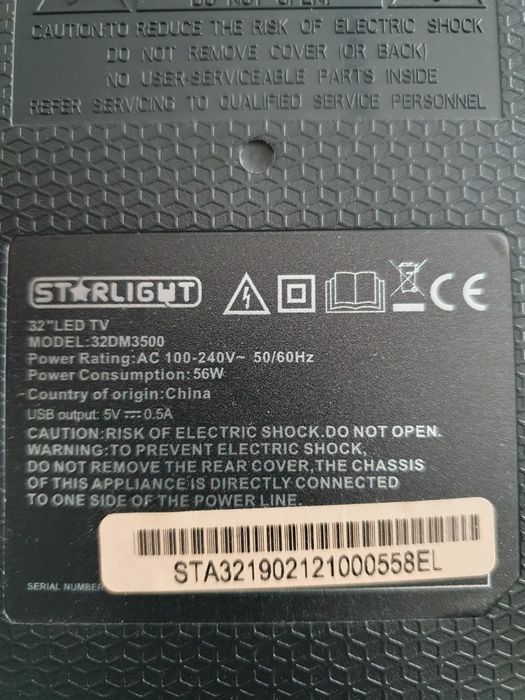 DO NOT OPEN!
CAUTION:TO REDUCE THE RISK OF ELECTRIC SHOCK
DO NOT REMOVE COVER (OR BACK)
NO USER-SERVICEABLE PARTS INSIDE
REFER SERVICING TO QUALIFIED SERVICE PERSONNEL
STARLIGHT
CE
32"LED TV
MODEL:32DM3500
Power Rating:AC 100-240V~ 50/60Hz
Power Consumption:56W
Country of origin:China
USB output: 5V⎓0.5A
CAUTION:RISK OF ELECTRIC SHOCK.DO NOT OPEN.
WARNING:TO PREVENT ELECTRIC SHOCK,
DO NOT REMOVE THE REAR COVER,THE CHASSIS
OF THIS APPLIANCE IS DIRECTLY CONNECTED
TO ONE SIDE OF THE POWER LINE.
STA321902121000558EL
SERIAL NUMBER